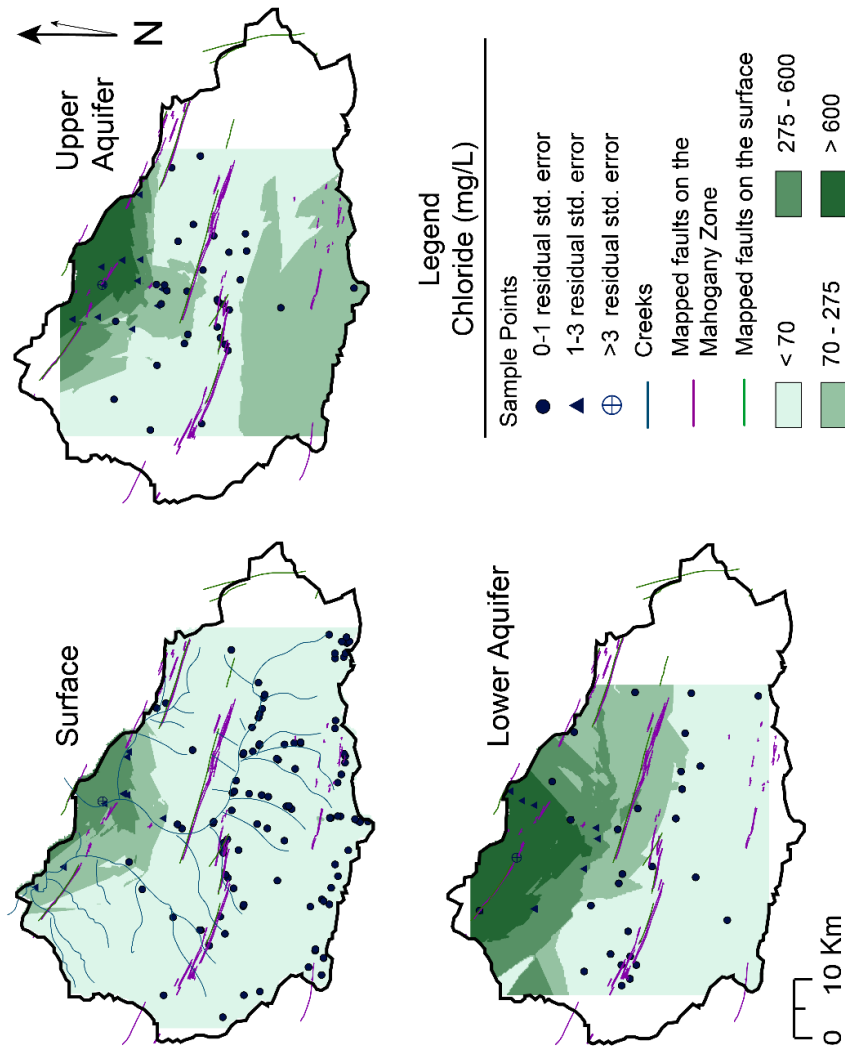 Surface
Upper
Aquifer
N
Lower Aquifer
0 10 Km
Legend
Chloride (mg/L)
Sample Points
0-1 residual std. error
1-3 residual std. error
>3 residual std. error
Creeks
Mapped faults on the
Mahogany Zone
Mapped faults on the surface
< 70
275 - 600
70 - 275
> 600